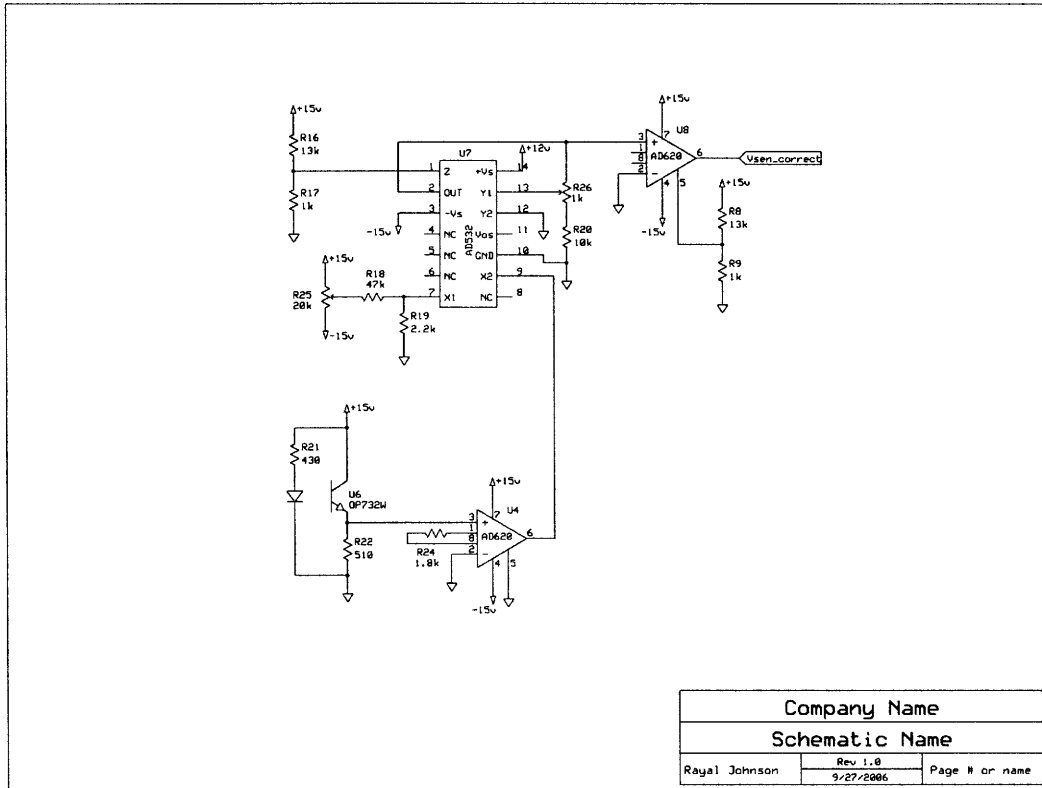 +15v
R16
13k
R17
1k
U7
+12v
1 Z +Vs 14
2 OUT Y1 13
3 -Vs Y2 12
4 NC Vos 11
5 NC GND 10
6 NC X2 9
7 X1 NC 8
AD532
-15v
R26
1k
R20
10k
+15v
U8
3 + 7
1
8 AD620 6
2 - 4 5
-15v
Vsen_correct
+15v
R8
13k
R9
1k
+15v
R25
20k
-15v
R18
47k
R19
2.2k
+15v
R21
430
U6
OP732W
R22
510
+15v
U4
3 + 7
1
8 AD620 6
2 - 4 5
R24
1.8k
-15v
Company Name
Schematic Name
Rayal Johnson
Rev 1.0
9/27/2006
Page # or name